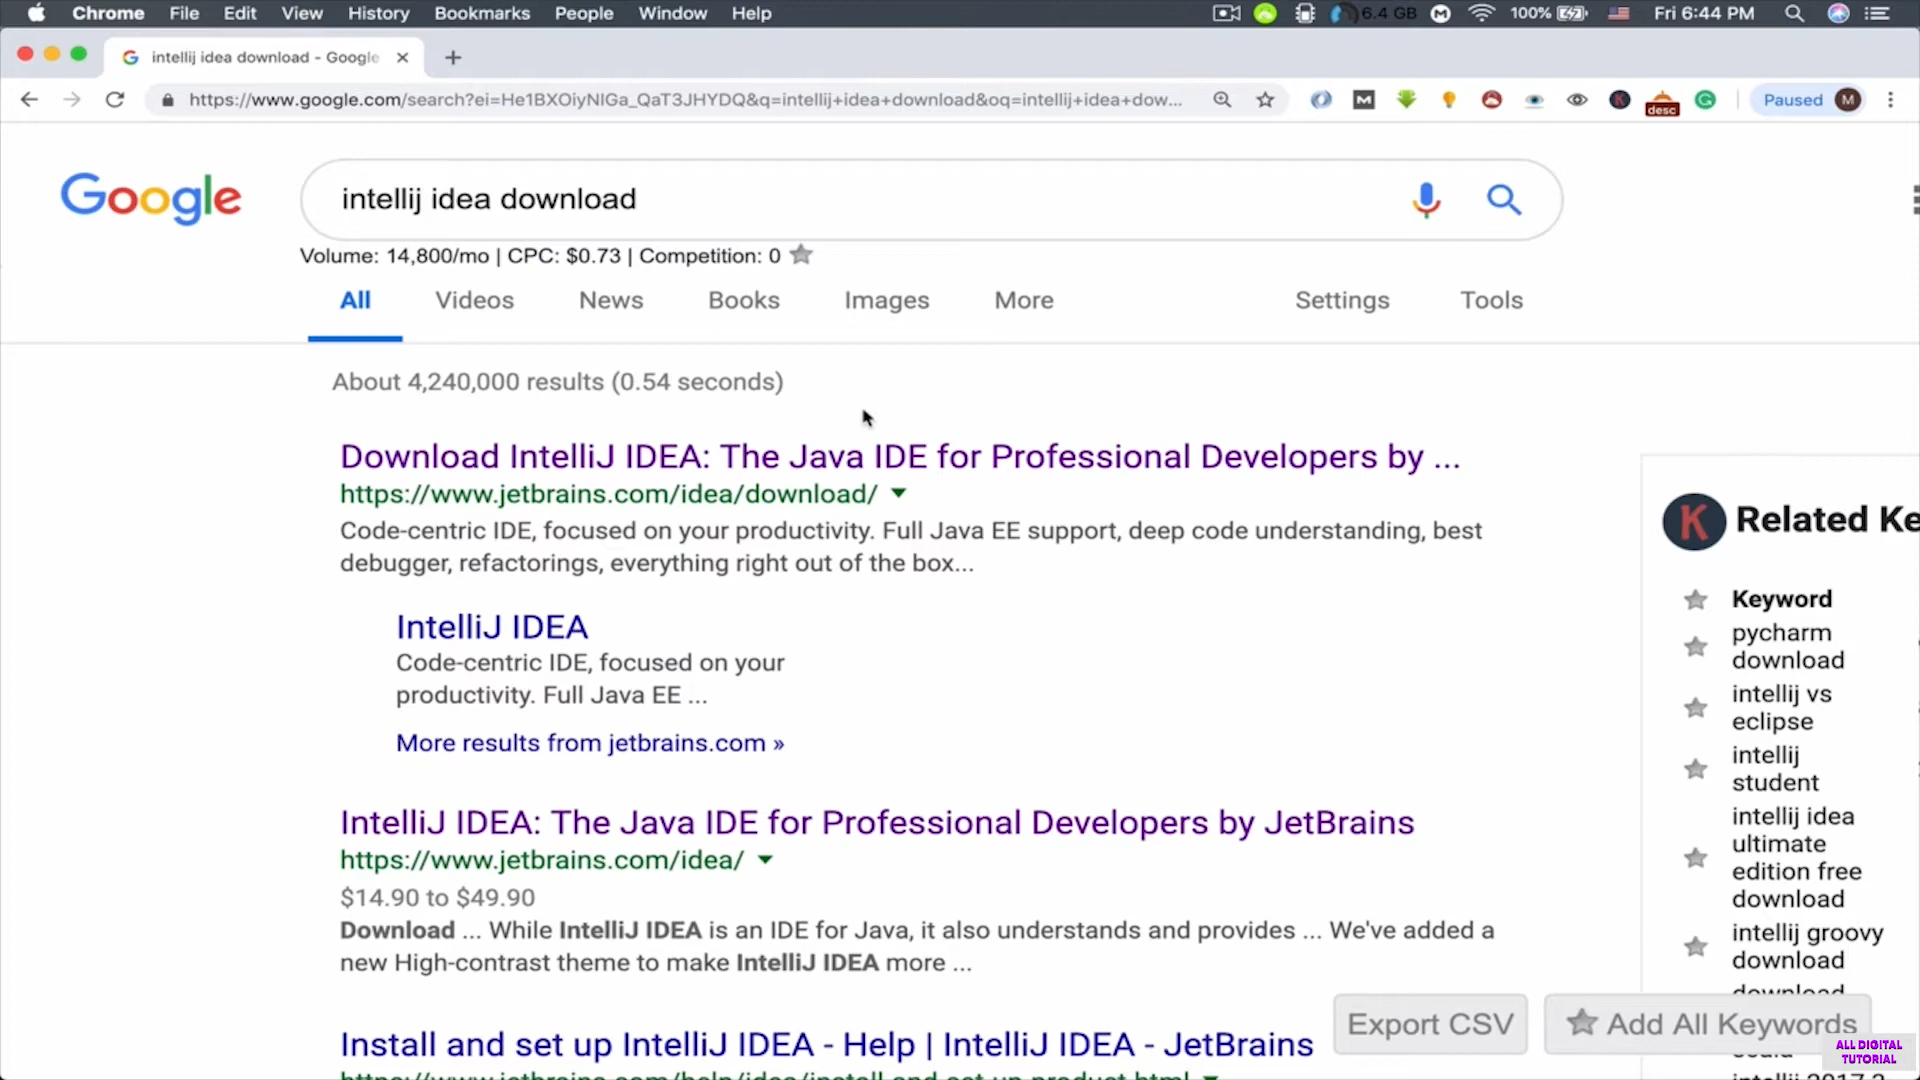 Chrome File Edit View History Bookmarks People Window Help 6.4 GB 100% Fri 6:44 PM
intellij idea download - Google
https://www.google.com/search?ei=He1BXOiyNIGa_QaT3JHYDQ&q=intellij+idea+download&oq=intellij+idea+dow...
desc
Paused M
Google
intellij idea download
Volume: 14,800/mo | CPC: $0.73 | Competition: 0
All Videos News Books Images More Settings Tools
About 4,240,000 results (0.54 seconds)
Download IntelliJ IDEA: The Java IDE for Professional Developers by ...
https://www.jetbrains.com/idea/download/
Code-centric IDE, focused on your productivity. Full Java EE support, deep code understanding, best
debugger, refactorings, everything right out of the box...
IntelliJ IDEA
Code-centric IDE, focused on your
productivity. Full Java EE ...
More results from jetbrains.com »
IntelliJ IDEA: The Java IDE for Professional Developers by JetBrains
https://www.jetbrains.com/idea/
$14.90 to $49.90
Download ... While IntelliJ IDEA is an IDE for Java, it also understands and provides ... We've added a
new High-contrast theme to make IntelliJ IDEA more ...
Install and set up IntelliJ IDEA - Help | IntelliJ IDEA - JetBrains
K Related Ke
Keyword
pycharm
download
intellij vs
eclipse
intellij
student
intellij idea
ultimate
edition free
download
intellij groovy
download
download
Export CSV
Add All Keywords
ALL DIGITAL
TUTORIAL